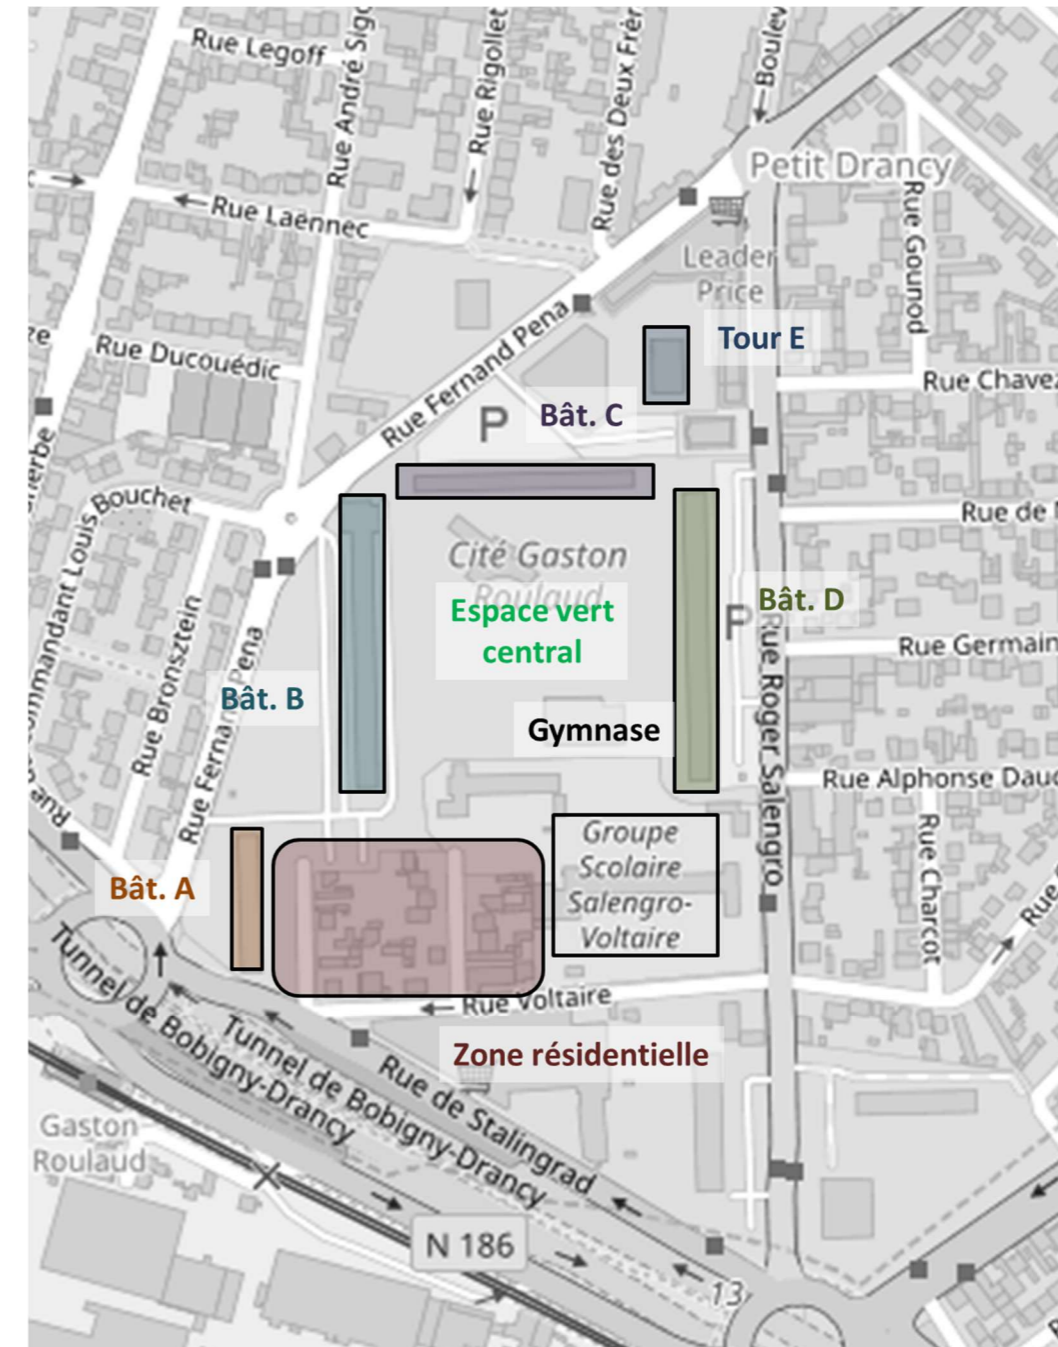 Rue Legoff
Rue André Sigo
Rue Rigollet
Rue des Deux Frèr
Boulev
Petit Drancy
Rue Laënnec
Rue Gounod
Leader
Price
Rue Ducouédic
Rue Fernand Pena
Tour E
Rue Chavez
P
Bât. C
Bouchet
Rue de
Cité Gaston
Roulaud
Espace vert
central
Bât. D
P
Rue Germain
Rue Bronsztein
Rue Fernand Pena
Bât. B
Gymnase
Rue Roger Salengro
Rue Alphonse Daud
Rue
Groupe
Scolaire
Salengro-
Voltaire
Rue Charcot
Rue
Bât. A
Rue Voltaire
Tunnel de Bobigny-Drancy
Tunnel de Bobigny-Drancy
Rue de Stalingrad
Zone résidentielle
Gaston
Roulaud
N 186
13